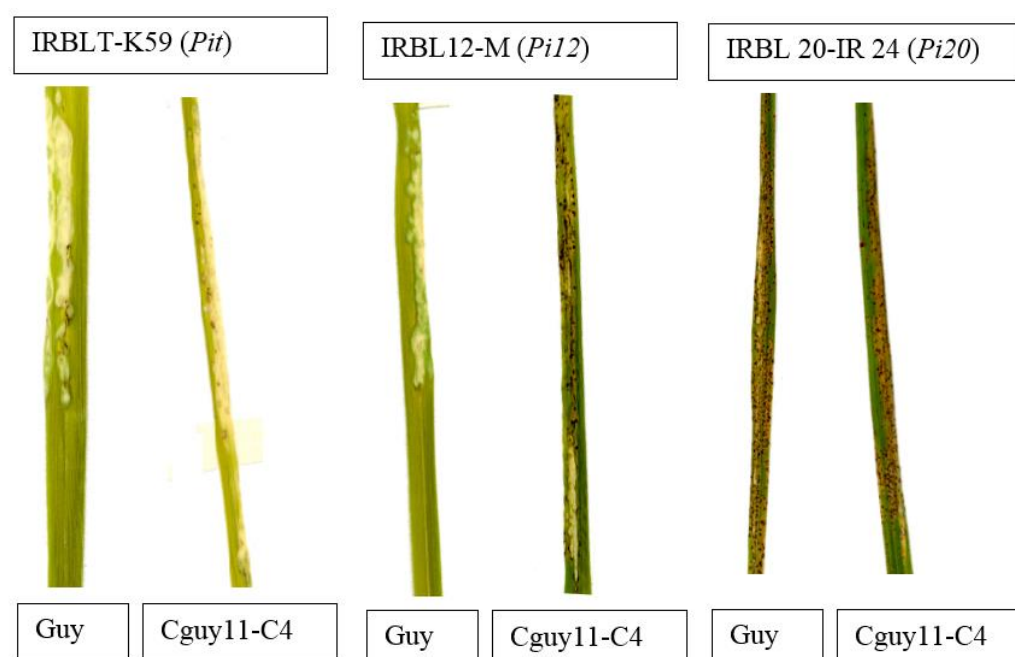 IRBLT-K59 (Pit)
IRBL12-M (Pi12)
IRBL 20-IR 24 (Pi20)
Guy
Cguy11-C4
Guy
Cguy11-C4
Guy
Cguy11-C4